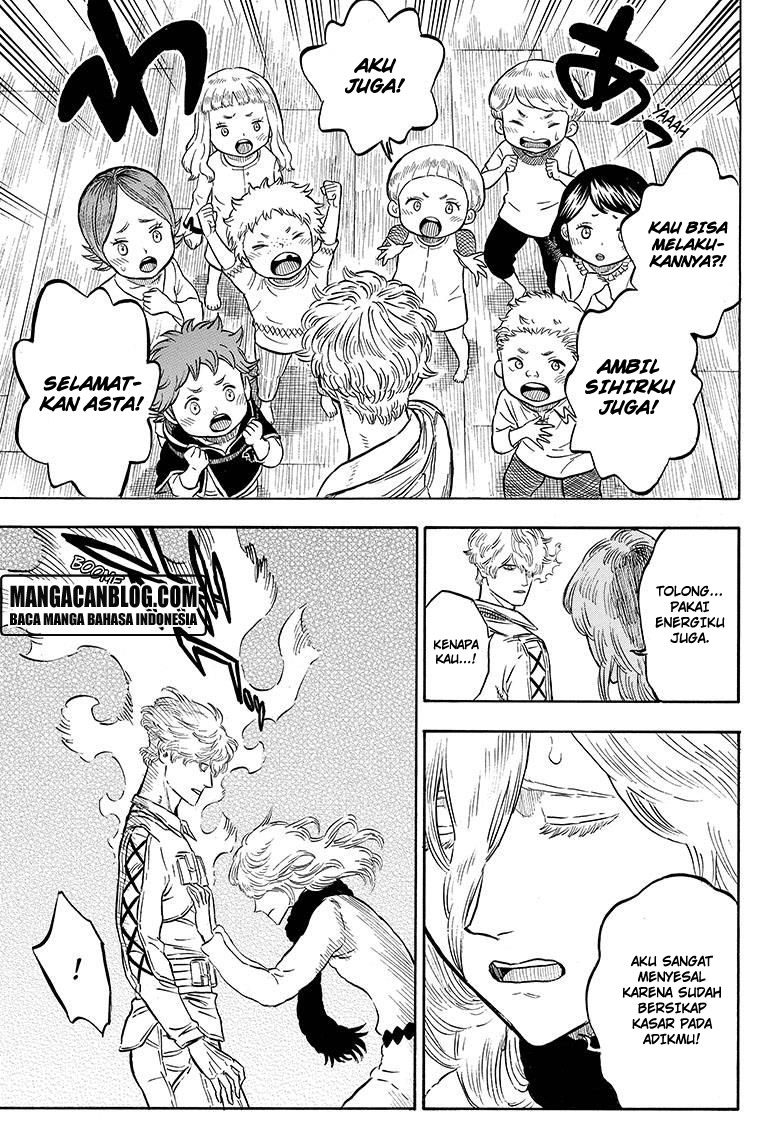 わあっ
YAAAH
AKU
JUGA!
KAU BISA
MELAKU-
KANNYA?!
AMBIL
SIHIRKU
JUGA!
SELAMAT-
KAN ASTA!
TOLONG...
PAKAI
ENERGIKU
JUGA.
KENAPA
KAU...!
AKU SANGAT
MENYESAL
KARENA SUDAH
BERSIKAP
KASAR PADA
ADIKMU!
BOOME
MANGACANBLOG.COM
BACA MANGA BAHASA INDONESIA
!